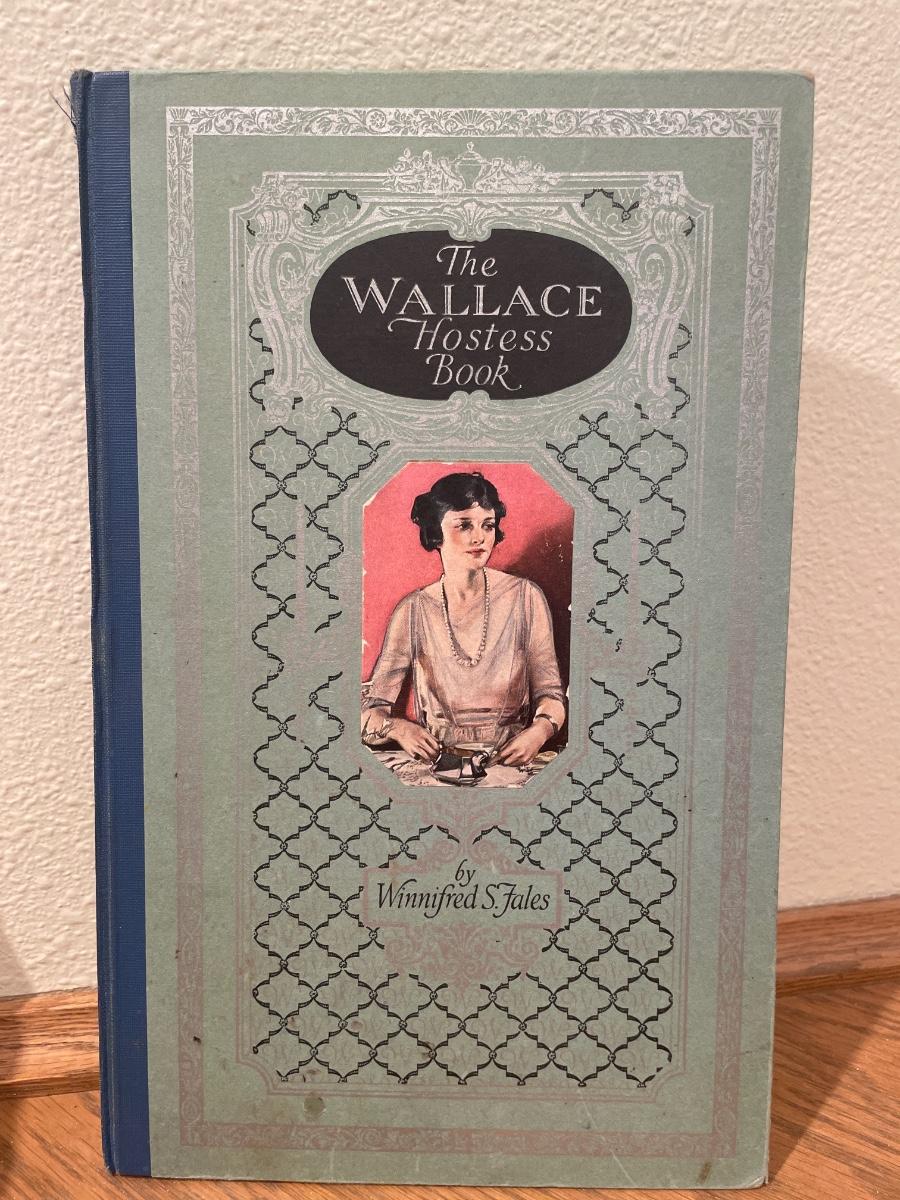 The
WALLACE
Hostess
Book
by
Winnifred S. Fales